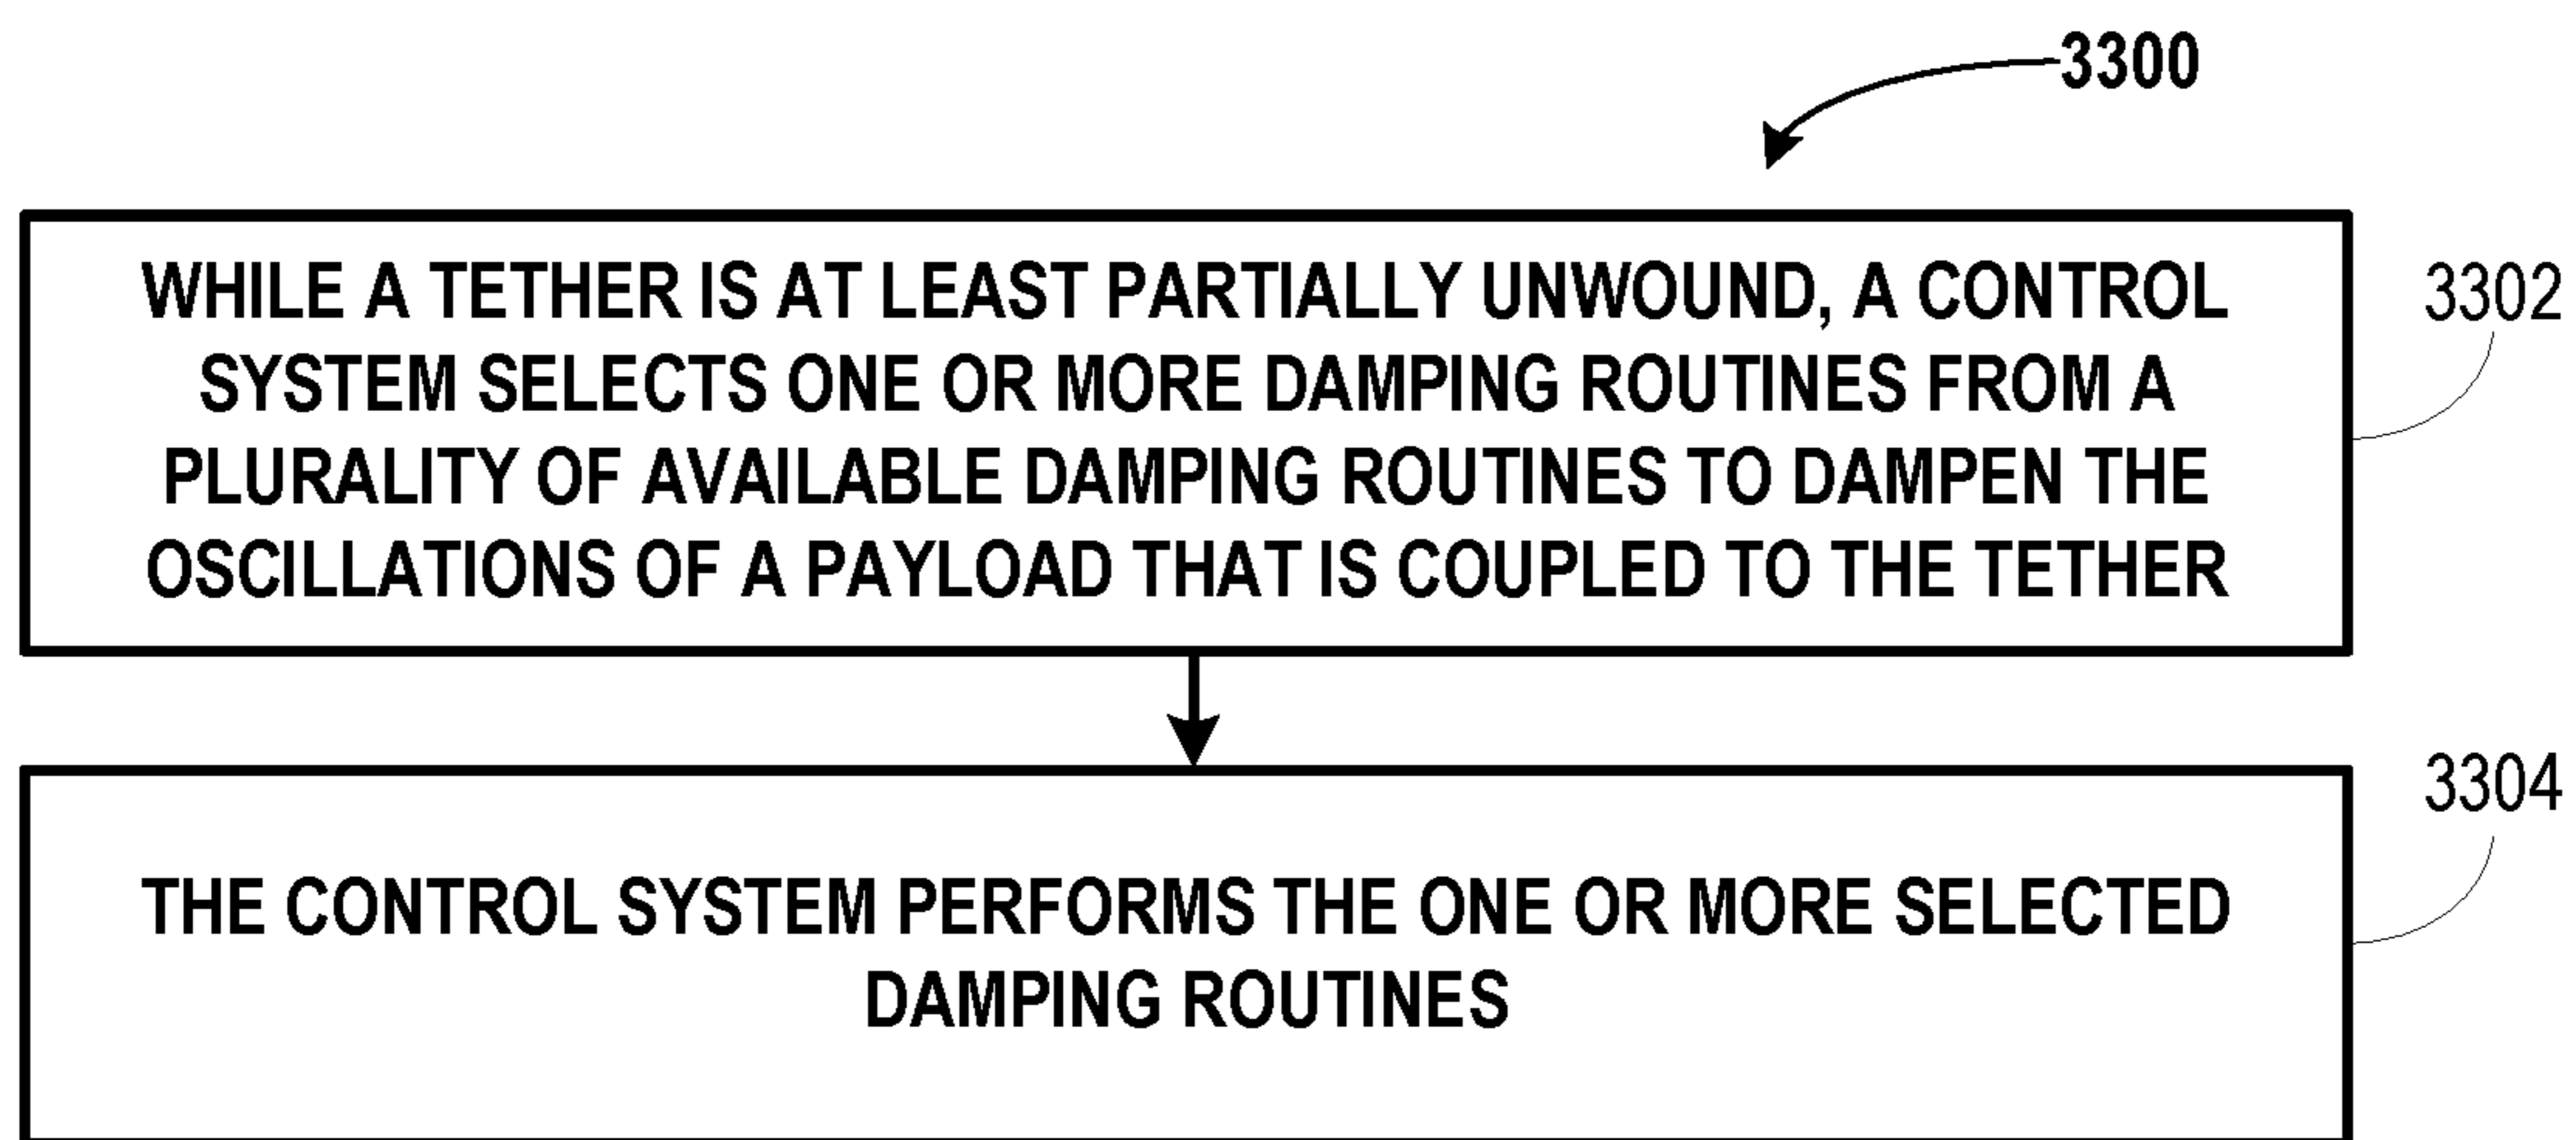 3300
WHILE A TETHER IS AT LEAST PARTIALLY UNWOUND, A CONTROL
SYSTEM SELECTS ONE OR MORE DAMPING ROUTINES FROM A
PLURALITY OF AVAILABLE DAMPING ROUTINES TO DAMPEN THE
OSCILLATIONS OF A PAYLOAD THAT IS COUPLED TO THE TETHER
3302
THE CONTROL SYSTEM PERFORMS THE ONE OR MORE SELECTED
DAMPING ROUTINES
3304